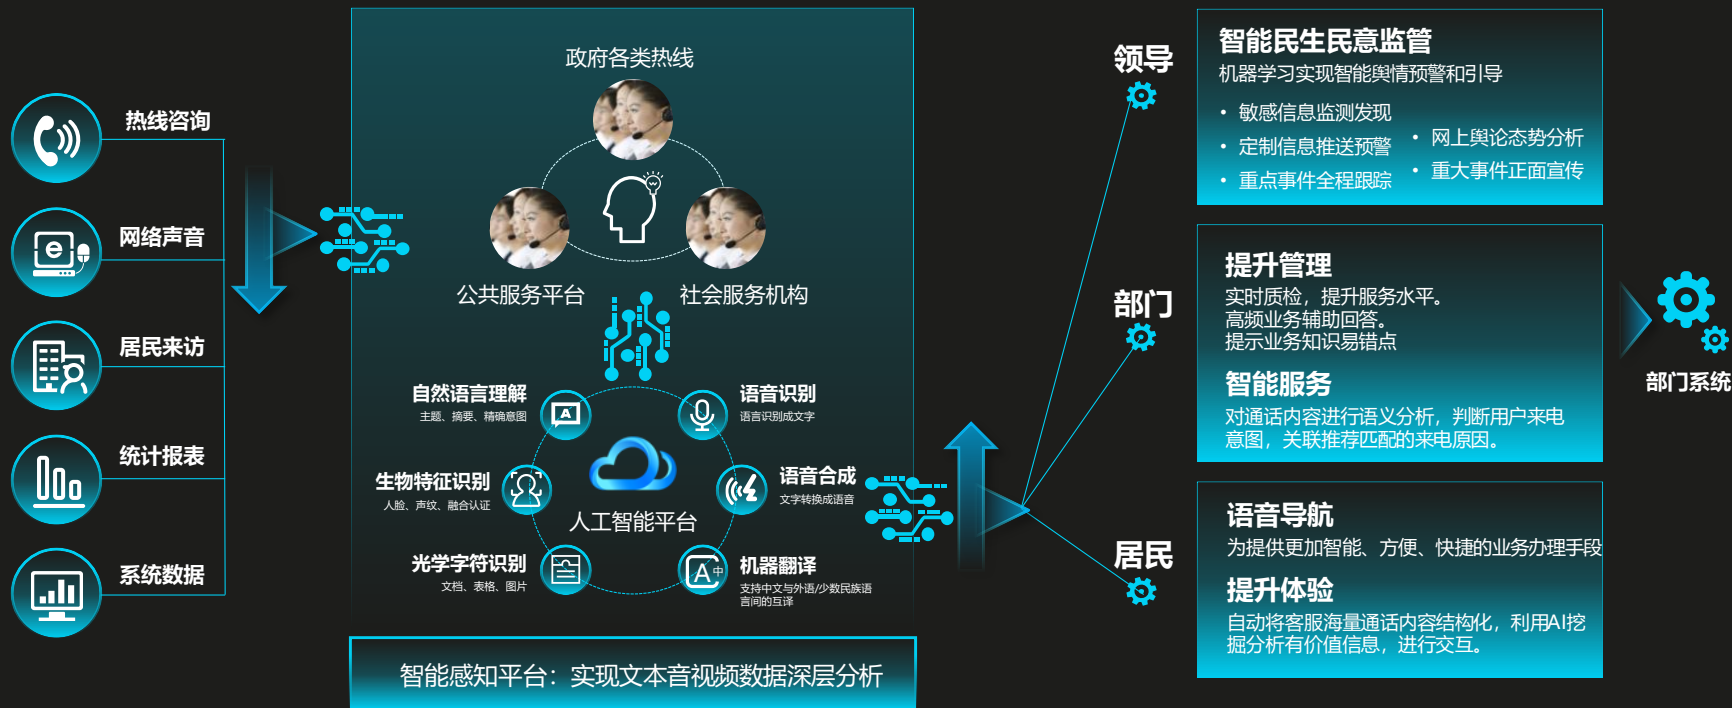 热线咨询
网络声音
居民来访
统计报表
系统数据
政府各类热线
公共服务平台
社会服务机构
自然语言理解
主题、摘要、精确意图
语音识别
语言识别成文字
生物特征识别
人脸、声纹、融合认证
语音合成
文字转换成语音
人工智能平台
光学字符识别
文档、表格、图片
机器翻译
支持中文与外语/少数民族语
言间的互译
A
e
A中
智能感知平台：实现文本音视频数据深层分析
领导
部门
居民
智能民生民意监管
机器学习实现智能舆情预警和引导
• 敏感信息监测发现
• 定制信息推送预警
• 重点事件全程跟踪
• 网上舆论态势分析
• 重大事件正面宣传
提升管理
实时质检，提升服务水平。
高频业务辅助回答。
提示业务知识易错点
智能服务
对通话内容进行语义分析，判断用户来电
意图，关联推荐匹配的来电原因。
语音导航
为提供更加智能、方便、快捷的业务办理手段
提升体验
自动将客服海量通话内容结构化，利用AI挖
掘分析有价值信息，进行交互。
部门系统